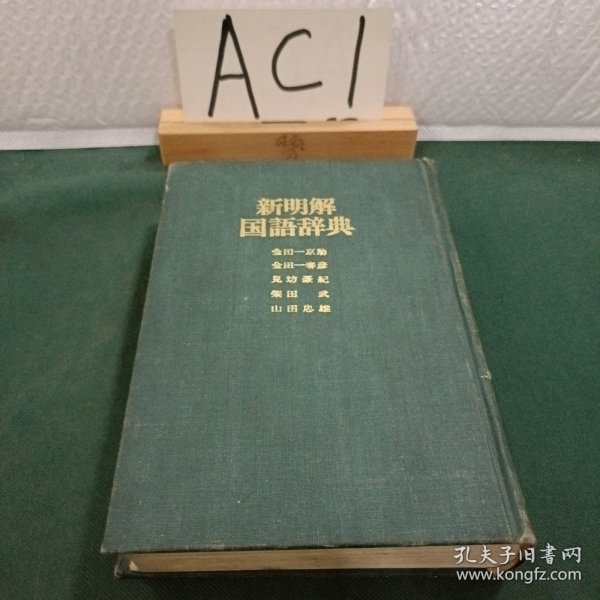 AC1
新明解
国語辞典
金田一京助
金田一春彦
見坊豪紀
柴田 武
山田忠雄
孔夫子旧书网
www.kongfz.com